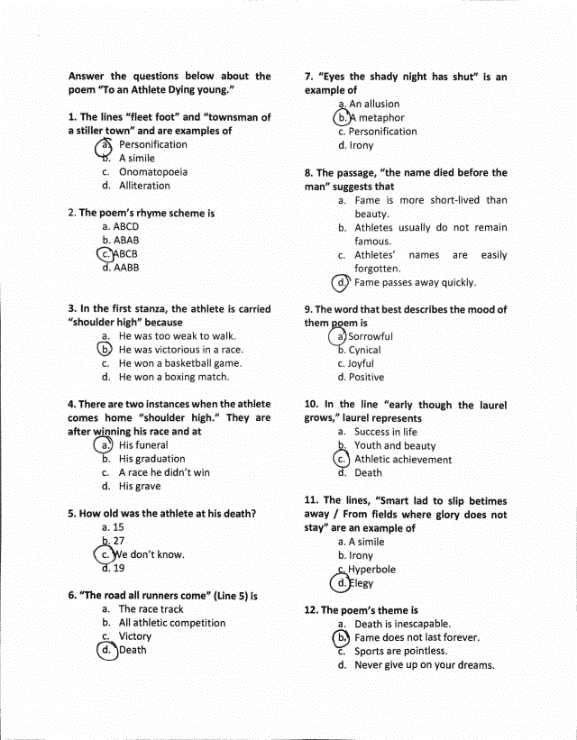 Answer the questions below about the
poem "To an Athlete Dying young."
1. The lines "fleet foot" and "townsman of
a stiller town" and are examples of
a. Personification
b. A simile
c. Onomatopoeia
d. Alliteration
2. The poem's rhyme scheme is
a. ABCD
b. ABAB
c. ABCB
d. AABB
3. In the first stanza, the athlete is carried
"shoulder high" because
a. He was too weak to walk.
b. He was victorious in a race.
c. He won a basketball game.
d. He won a boxing match.
4. There are two instances when the athlete
comes home "shoulder high." They are
after winning his race and at
a. His funeral
b. His graduation
c. A race he didn't win
d. His grave
5. How old was the athlete at his death?
a. 15
b. 27
c. We don't know.
d. 19
6. "The road all runners come" (Line 5) is
a. The race track
b. All athletic competition
c. Victory
d. Death
7. "Eyes the shady night has shut" is an
example of
a. An allusion
b. A metaphor
c. Personification
d. Irony
8. The passage, "the name died before the
man" suggests that
a. Fame is more short-lived than
beauty.
b. Athletes usually do not remain
famous.
c. Athletes' names are easily
forgotten.
d. Fame passes away quickly.
9. The word that best describes the mood of
them poem is
a. Sorrowful
b. Cynical
c. Joyful
d. Positive
10. In the line "early though the laurel
grows," laurel represents
a. Success in life
b. Youth and beauty
c. Athletic achievement
d. Death
11. The lines, "Smart lad to slip betimes
away / From fields where glory does not
stay" are an example of
a. A simile
b. Irony
c. Hyperbole
d. Elegy
12. The poem's theme is
a. Death is inescapable.
b. Fame does not last forever.
c. Sports are pointless.
d. Never give up on your dreams.